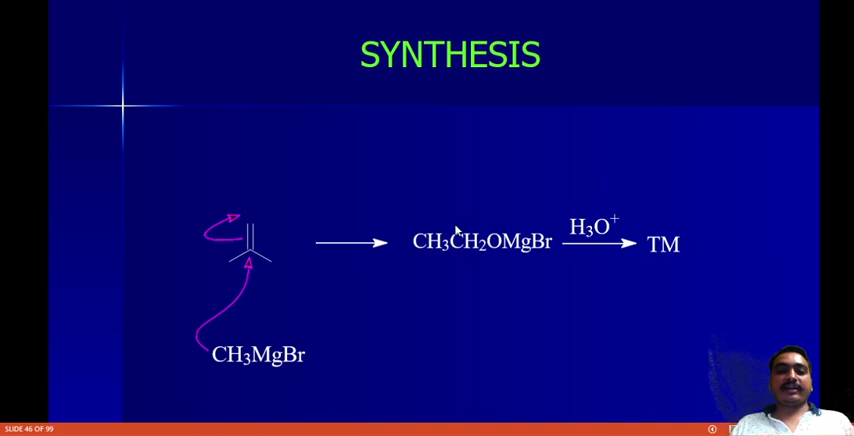 SYNTHESIS
CH3CH2OMgBr H3O+ TM
CH3MgBr
SLIDE 46 OF 99